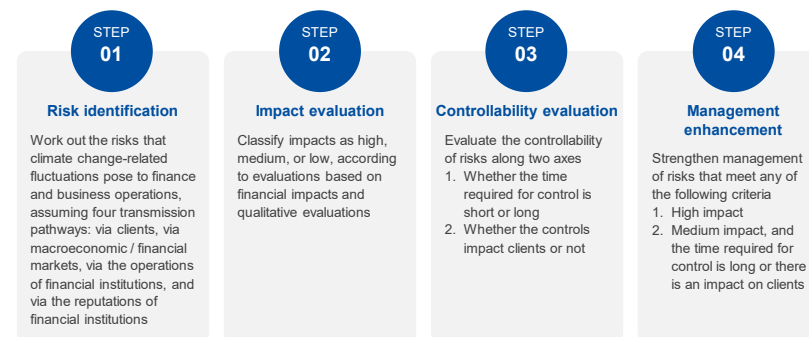 STEP
01
Risk identification
Work out the risks that
climate change-related
fluctuations pose to finance
and business operations,
assuming four transmission
pathways: via clients, via
macroeconomic / financial
markets, via the operations
of financial institutions, and
via the reputations of
financial institutions
STEP
02
Impact evaluation
Classify impacts as high,
medium, or low, according
to evaluations based on
financial impacts and
qualitative evaluations
STEP
03
Controllability evaluation
Evaluate the controllability
of risks along two axes
1. Whether the time
required for control is
short or long
2. Whether the controls
impact clients or not
STEP
04
Management
enhancement
Strengthen management
of risks that meet any of
the following criteria
1. High impact
2. Medium impact, and
the time required for
control is long or there
is an impact on clients